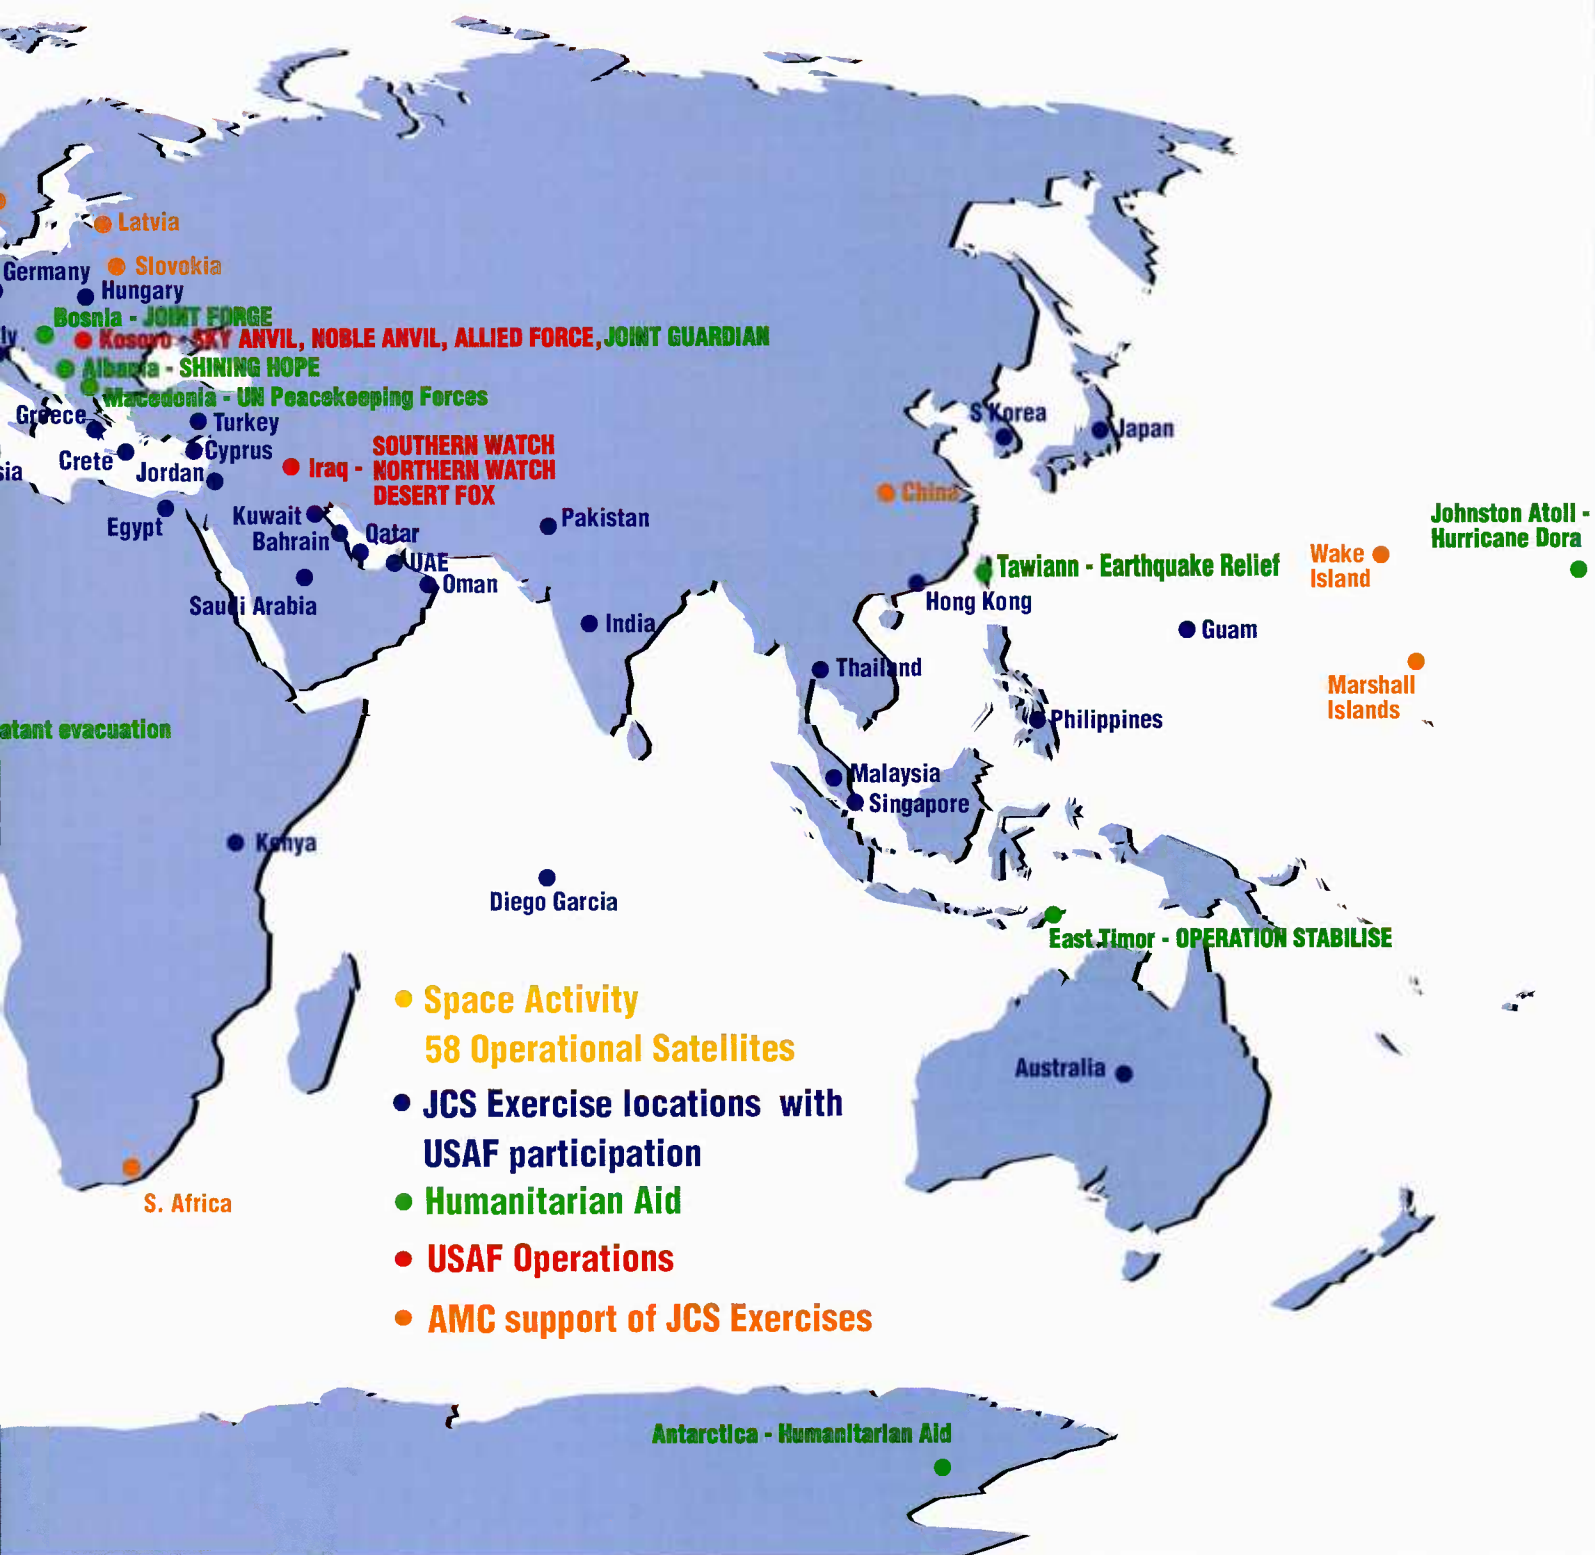 Latvia
Slovokia
Germany
Hungary
Bosnia - JOINT FORGE
ly
Kosovo - SKY ANVIL, NOBLE ANVIL, ALLIED FORCE, JOINT GUARDIAN
Albania - SHINING HOPE
Macedonia - UN Peacekeeping Forces
Greece
Turkey
S Korea
Japan
Crete
Cyprus
sia
Jordan
Iraq -
SOUTHERN WATCH
NORTHERN WATCH
DESERT FOX
China
Egypt
Kuwait
Bahrain
Qatar
UAE
Oman
Pakistan
Saudi Arabia
India
Tawiann - Earthquake Relief
Hong Kong
Wake
Island
Johnston Atoll -
Hurricane Dora
Guam
Thailand
Marshall
Islands
Philippines
atant evacuation
Malaysia
Singapore
Kenya
Diego Garcia
East Timor - OPERATION STABILISE
Australia
S. Africa
Space Activity
58 Operational Satellites
JCS Exercise locations with
USAF participation
Humanitarian Aid
USAF Operations
AMC support of JCS Exercises
Antarctica - Humanitarian Aid